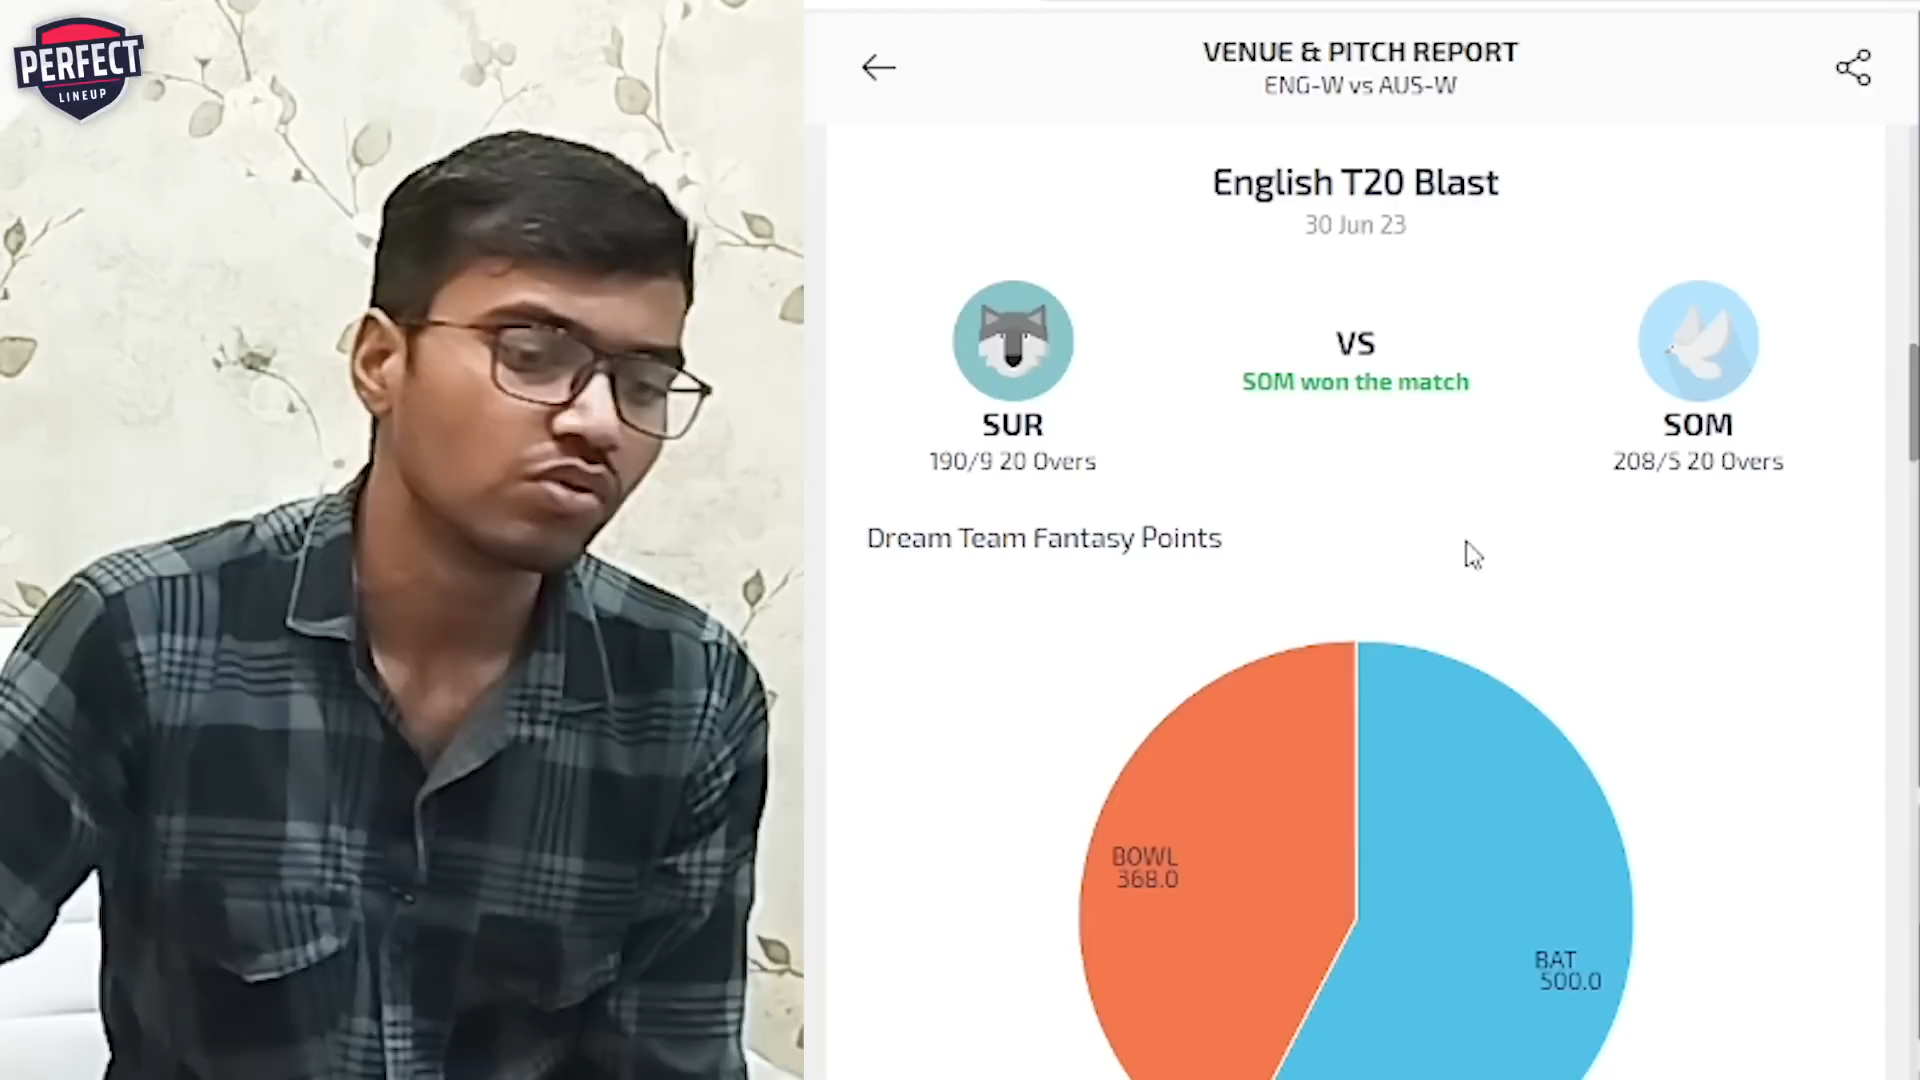 PERFECT
LINEUP
VENUE & PITCH REPORT
ENG-W vs AUS-W
English T20 Blast
30 Jun 23
VS
SOM won the match
SUR
190/9 20 Overs
SOM
208/5 20 Overs
Dream Team Fantasy Points
BOWL
368.0
BAT
500.0